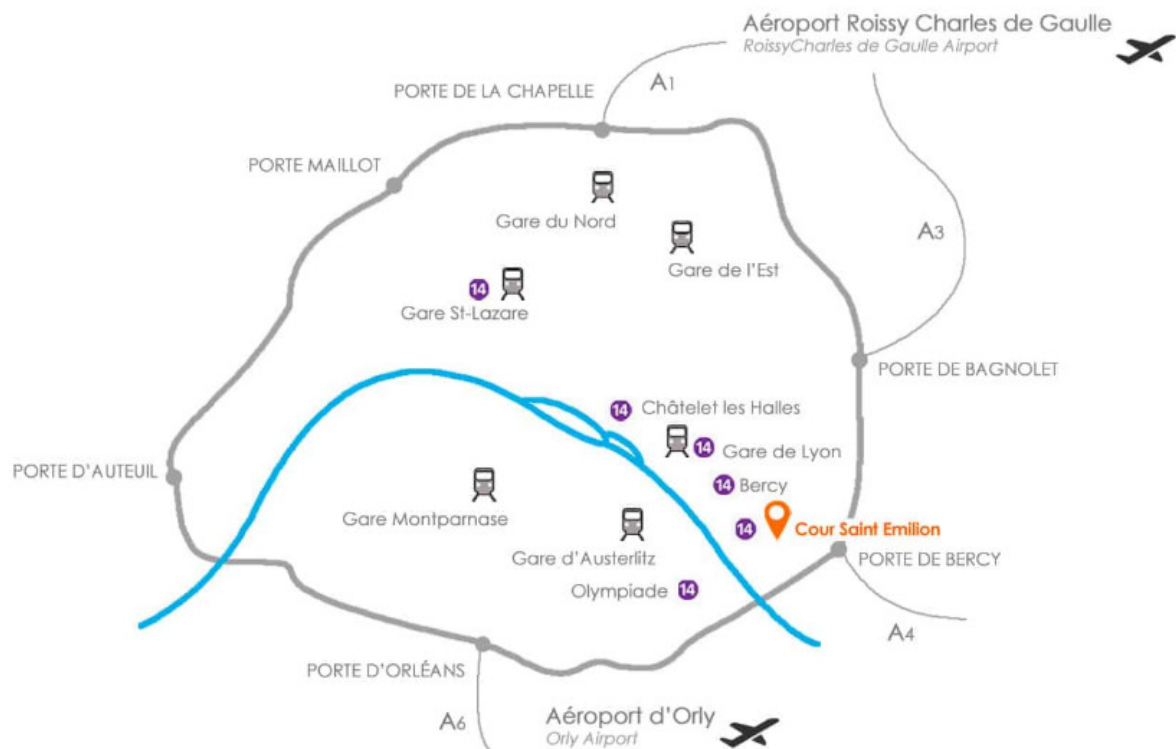 Aéroport Roissy Charles de Gaulle
RoissyCharles de Gaulle Airport
A1
PORTE DE LA CHAPELLE
PORTE MAILLOT
Gare du Nord
A3
Gare de l'Est
14
Gare St-Lazare
PORTE DE BAGNOLET
14 Châtelet les Halles
14 Gare de Lyon
PORTE D'AUTEUIL
14 Bercy
Gare Montparnase
14 Cour Saint Emilion
Gare d'Austerlitz
PORTE DE BERCY
Olympiade 14
A4
PORTE D'ORLÉANS
A6
Aéroport d'Orly
Orly Airport